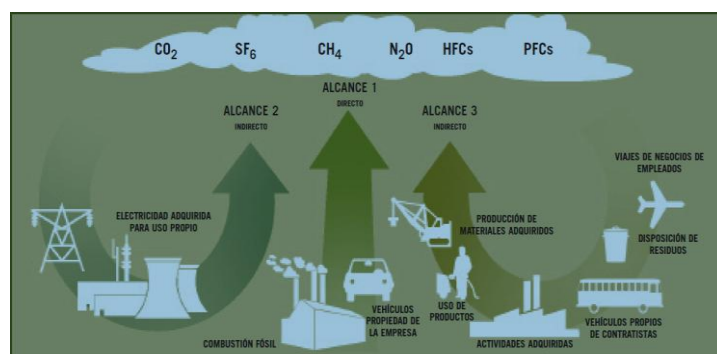 CO₂ SF₆ CH₄ N₂O HFCs PFCs
ALCANCE 1
DIRECTO
ALCANCE 2
INDIRECTO
ALCANCE 3
INDIRECTO
VIAJES DE NEGOCIOS DE
EMPLEADOS
ELECTRICIDAD ADQUIRIDA
PARA USO PROPIO
PRODUCCIÓN DE
MATERIALES ADQUIRIDOS
DISPOSICIÓN DE
RESIDUOS
VEHÍCULOS
PROPIEDAD DE
LA EMPRESA
USO DE
PRODUCTOS
VEHÍCULOS PROPIOS
DE CONTRATISTAS
COMBUSTIÓN FÓSIL
ACTIVIDADES ADQUIRIDAS